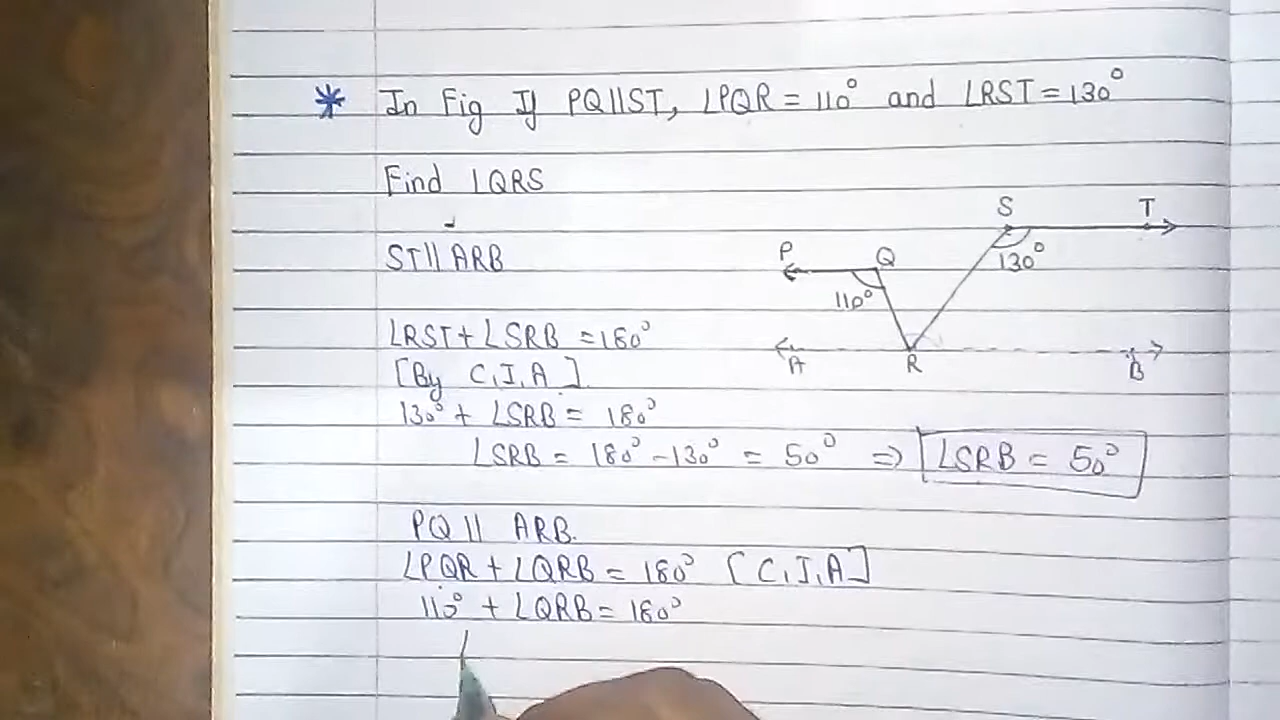 * In Fig If PQ||ST, ∠PQR = 110° and ∠RST = 130°
Find ∠QRS
ST || ARB
∠RST + ∠SRB = 180°
[By C,I,A]
130° + ∠SRB = 180°
∠SRB = 180° - 130° = 50° ⇒ ∠SRB = 50°
PQ || ARB.
∠PQR + ∠QRB = 180° [C,I,A]
110° + ∠QRB = 180°
S T
P Q 130°
110°
A R B